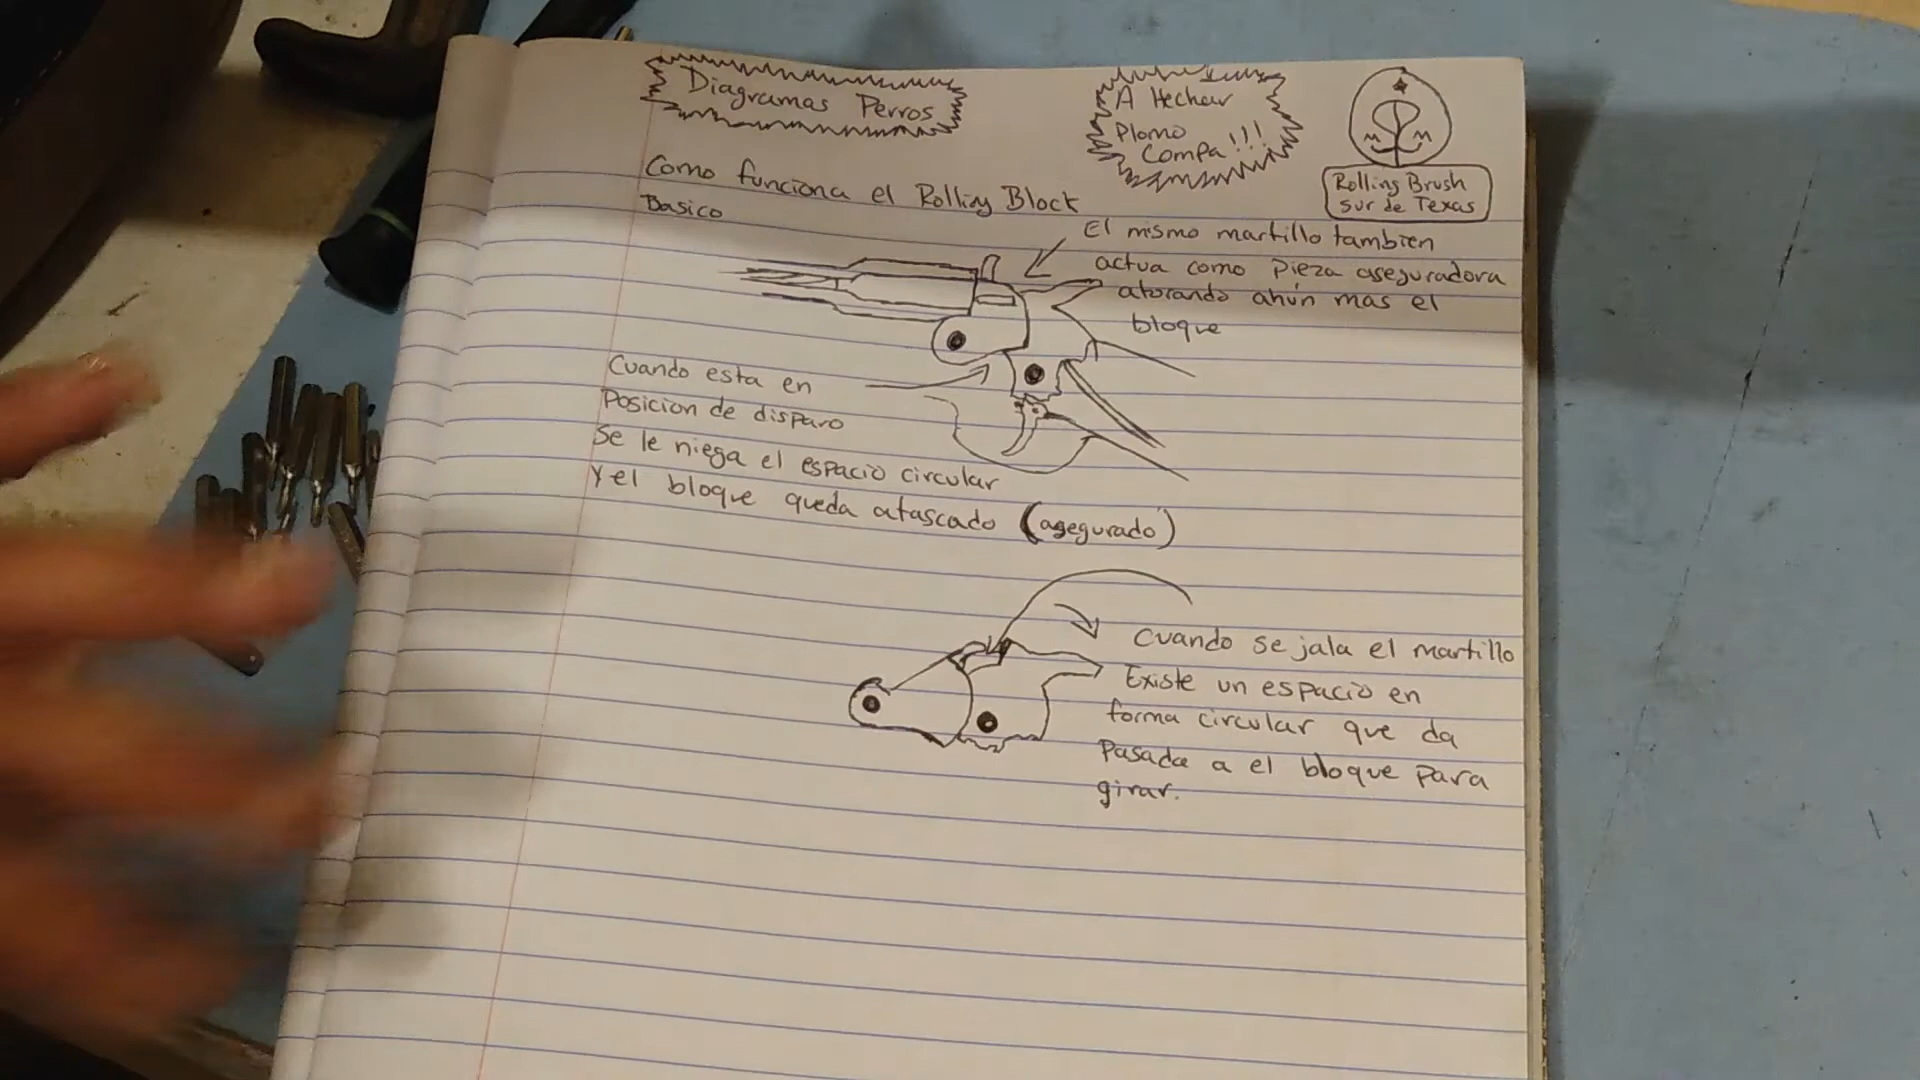 Diagramas Perros
A Hechar
Plomo
Compa!!!
Rolling Brush
sur de Texas
Como funciona el Rolling Block
Basico
El mismo martillo tambien
actua como pieza aseguradora
atorando ahún mas el
bloque
Cuando esta en
Posicion de disparo
Se le niega el espacio circular
Y el bloque queda atascado (asegurado)
Cuando se jala el martillo
Existe un espacio en
forma circular que da
Pasada a el bloque para
girar.